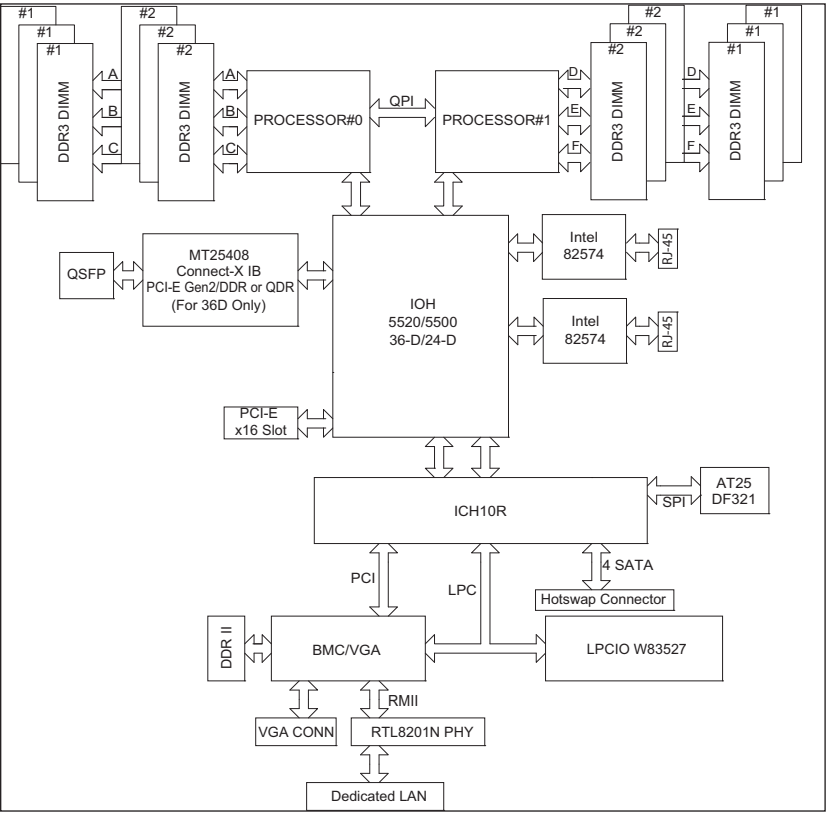 #1
#1
#1
DDR3 DIMM
A
B
C
#2
#2
#2
DDR3 DIMM
A
B
C
PROCESSOR#0
QPI
PROCESSOR#1
D
E
F
#2
#2
#2
DDR3 DIMM
D
E
F
#1
#1
#1
DDR3 DIMM
QSFP
MT25408
Connect-X IB
PCI-E Gen2/DDR or QDR
(For 36D Only)
IOH
5520/5500
36-D/24-D
Intel
82574
RJ-45
Intel
82574
RJ-45
PCI-E
x16 Slot
ICH10R
SPI
AT25
DF321
PCI
LPC
4 SATA
Hotswap Connector
DDR II
BMC/VGA
LPCIO W83527
RMII
VGA CONN
RTL8201N PHY
Dedicated LAN